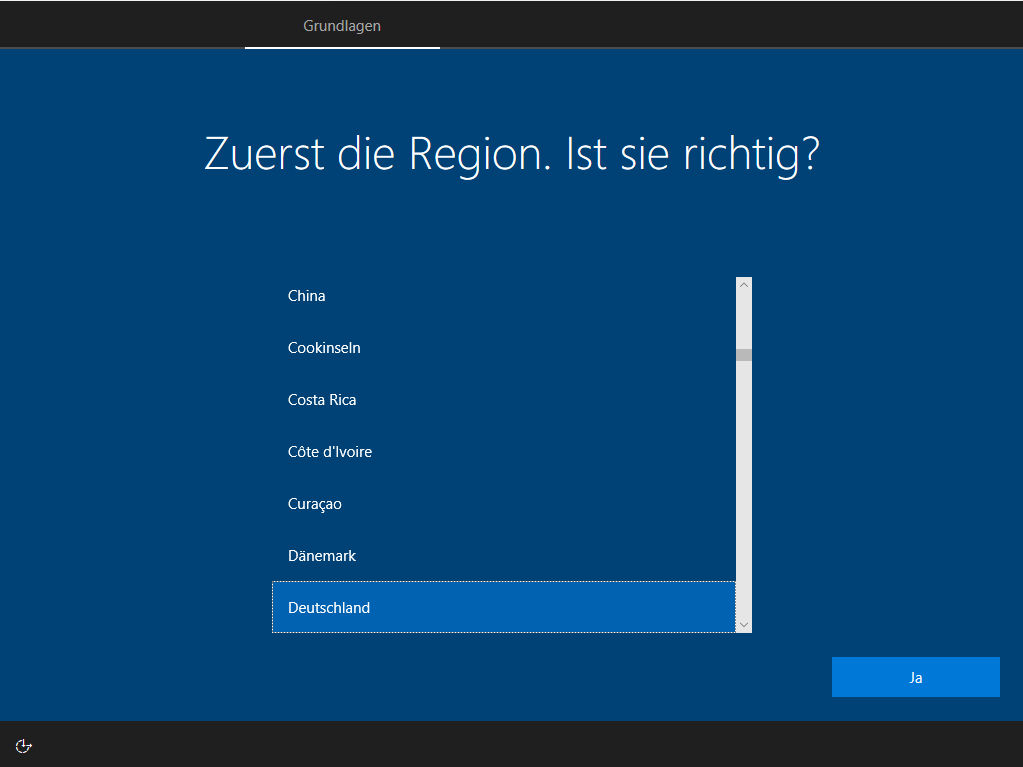 Grundlagen
Zuerst die Region. Ist sie richtig?
China
Cookinseln
Costa Rica
Côte d'Ivoire
Curaçao
Dänemark
Deutschland
Ja